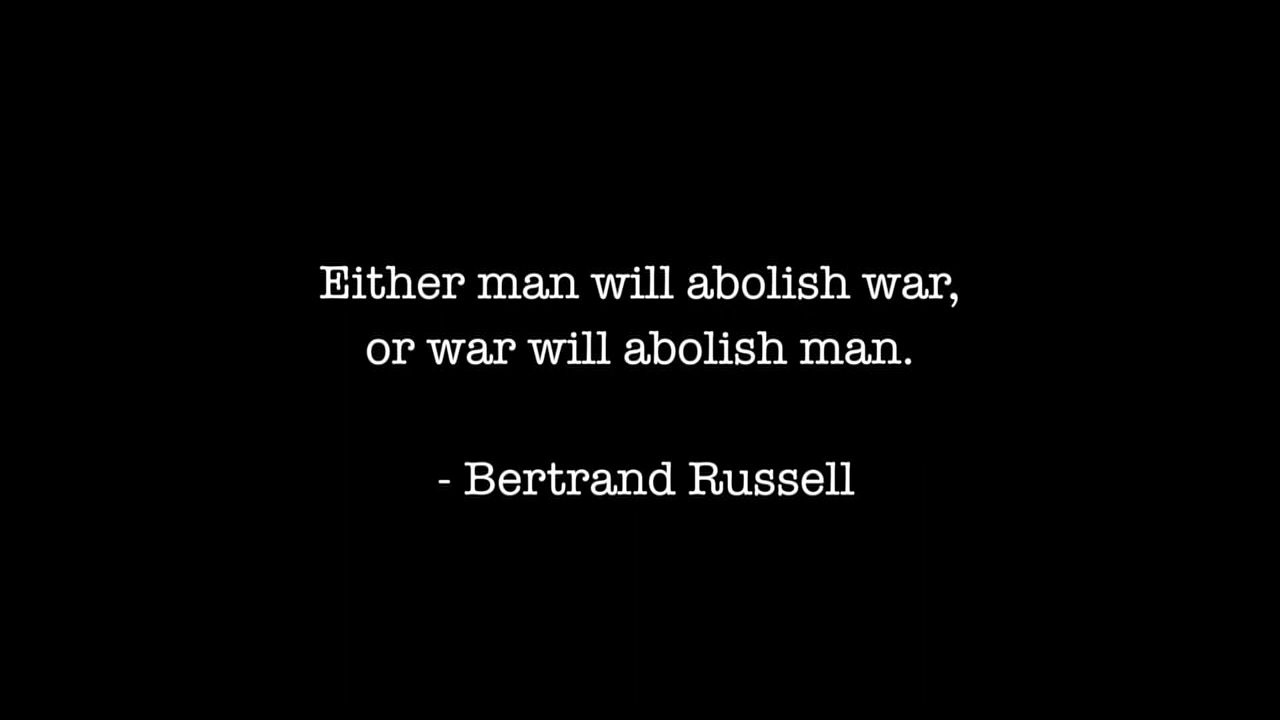 Either man will abolish war,
or war will abolish man.
- Bertrand Russell